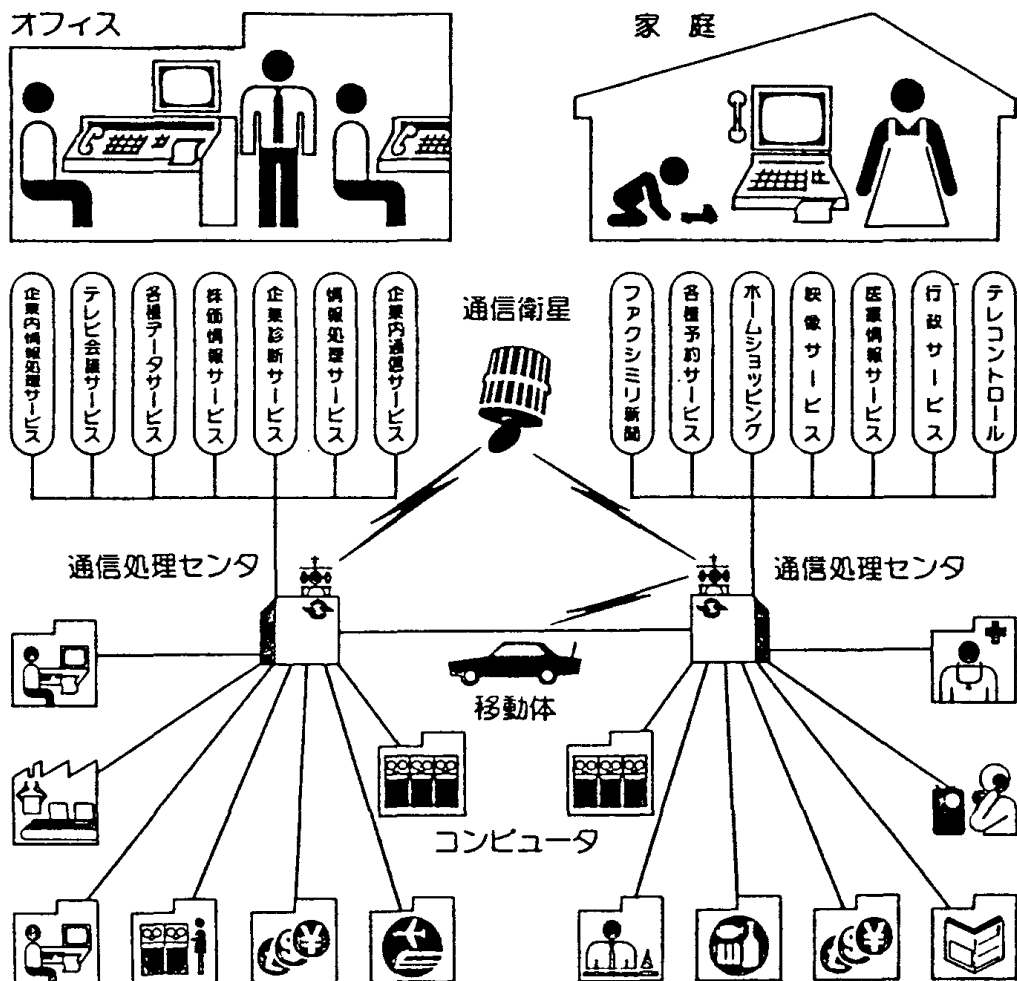 オフィス
家庭
企業内情報処理サービス
テレビ会議サービス
各種データサービス
株価情報サービス
企業診断サービス
情報処理サービス
企業内通信サービス
通信衛星
ファクシミリ新聞
各種予約サービス
ホームショッピング
映像サービス
医療情報サービス
行政サービス
テレコントロール
通信処理センタ
通信処理センタ
移動体
コンピュータ
$¥
$¥